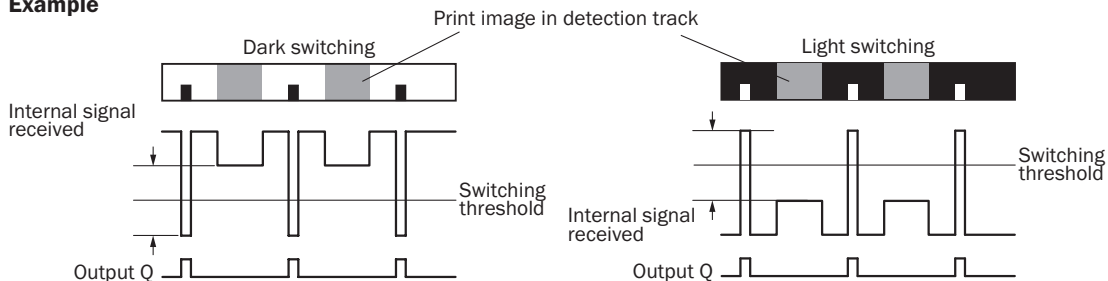 Example
Print image in detection track
Dark switching
Light switching
Internal signal
received
Switching
threshold
Output Q
Switching
threshold
Internal signal
received
Output Q